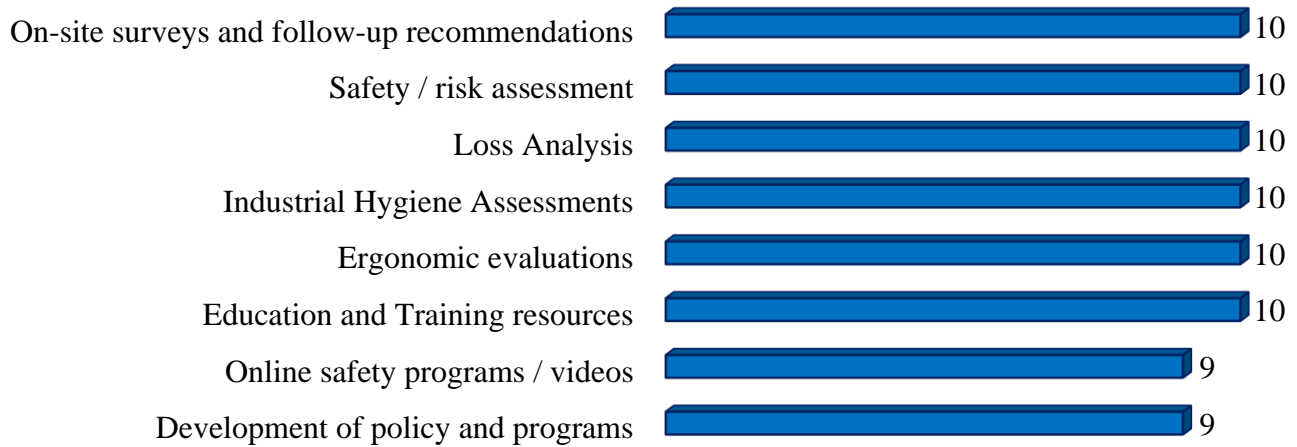 On-site surveys and follow-up recommendations 10
Safety / risk assessment 10
Loss Analysis 10
Industrial Hygiene Assessments 10
Ergonomic evaluations 10
Education and Training resources 10
Online safety programs / videos 9
Development of policy and programs 9